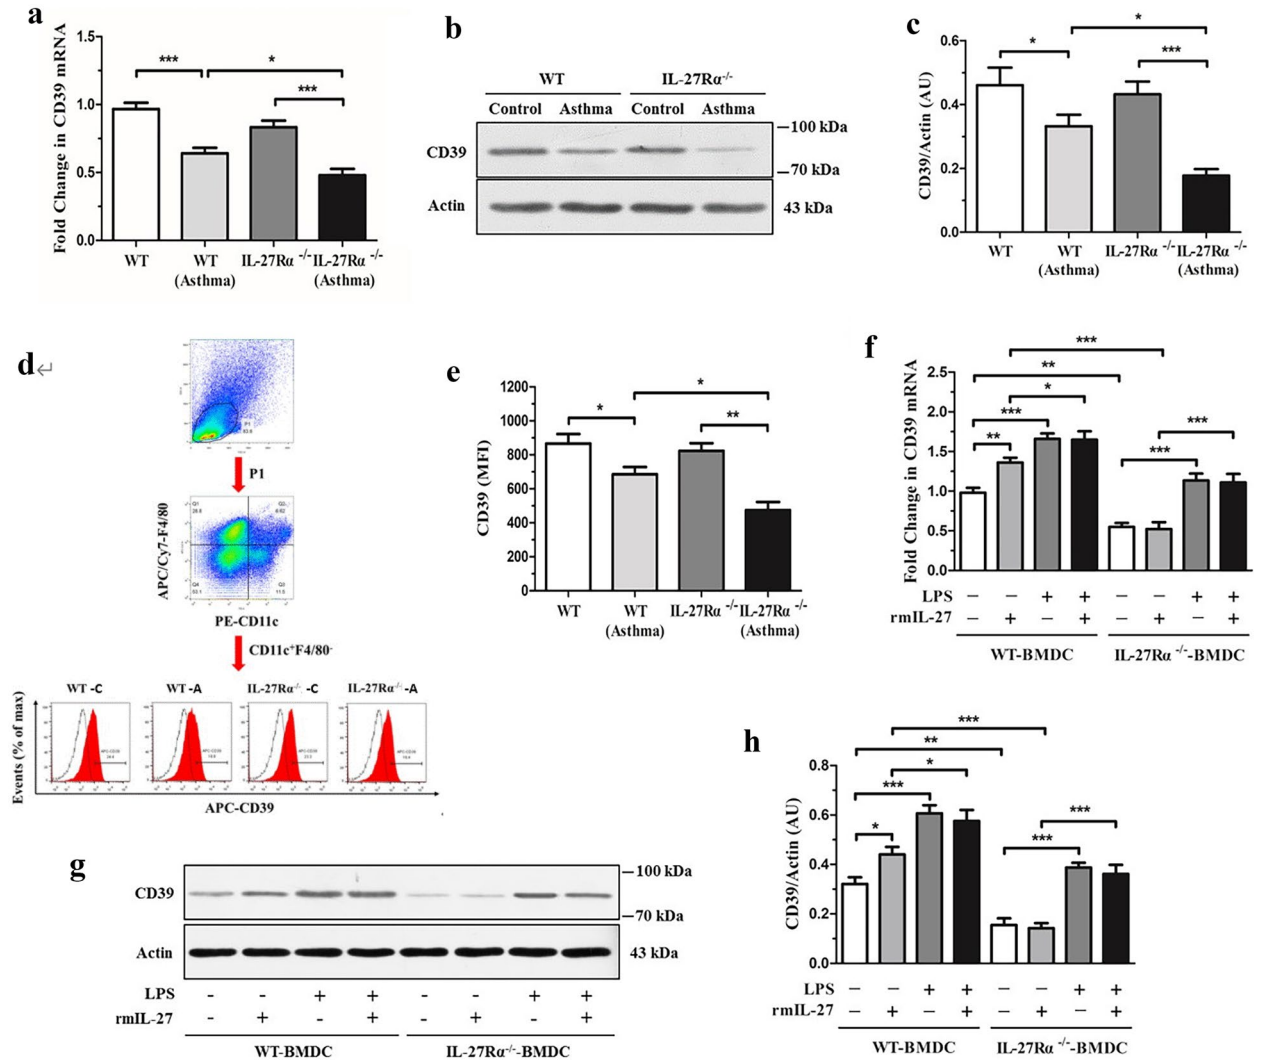 a
Fold Change in CD39 mRNA
1.5
1.0
0.5
0.0
***
*
***
WT
WT
(Asthma)
IL-27Rα -/-
IL-27Rα -/-
(Asthma)
b
WT
IL-27Rα-/-
Control
Asthma
Control
Asthma
CD39
100 kDa
70 kDa
Actin
43 kDa
c
CD39/Actin (AU)
0.6
0.4
0.2
0.0
*
*
***
WT
WT
(Asthma)
IL-27Rα -/-
IL-27Rα -/-
(Asthma)
d↵
P1
P1
APC/Cy7-F4/80
PE-CD11c
CD11c+F4/80-
WT -C
WT -A
IL-27Rα-/- -C
IL-27Rα-/- -A
Events (% of max)
APC-CD39
e
CD39 (MFI)
1200
1000
800
600
400
200
0
*
*
**
WT
WT
(Asthma)
IL-27Rα -/-
IL-27Rα -/-
(Asthma)
f
Fold Change in CD39 mRNA
2.5
2.0
1.5
1.0
0.5
0.0
***
**
*
***
**
***
***
LPS − − + + − − + +
rmIL-27 − + − + − + − +
WT-BMDC
IL-27Rα -/--BMDC
g
CD39
100 kDa
70 kDa
Actin
43 kDa
LPS - - + + - - + +
rmIL-27 - + - + - + - +
WT-BMDC
IL-27Rα-/--BMDC
h
CD39/Actin (AU)
0.8
0.6
0.4
0.2
0.0
***
**
*
***
*
***
***
LPS − − + + − − + +
rmIL-27 − + − + − + − +
WT-BMDC
IL-27Rα -/--BMDC